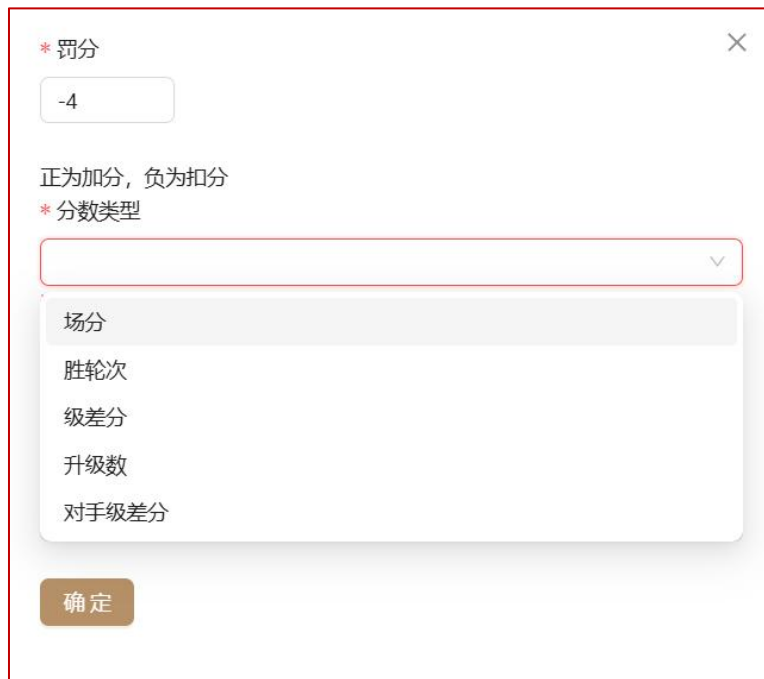 * 罚分
-4
正为加分，负为扣分
* 分数类型
场分
胜轮次
级差分
升级数
对手级差分
确定